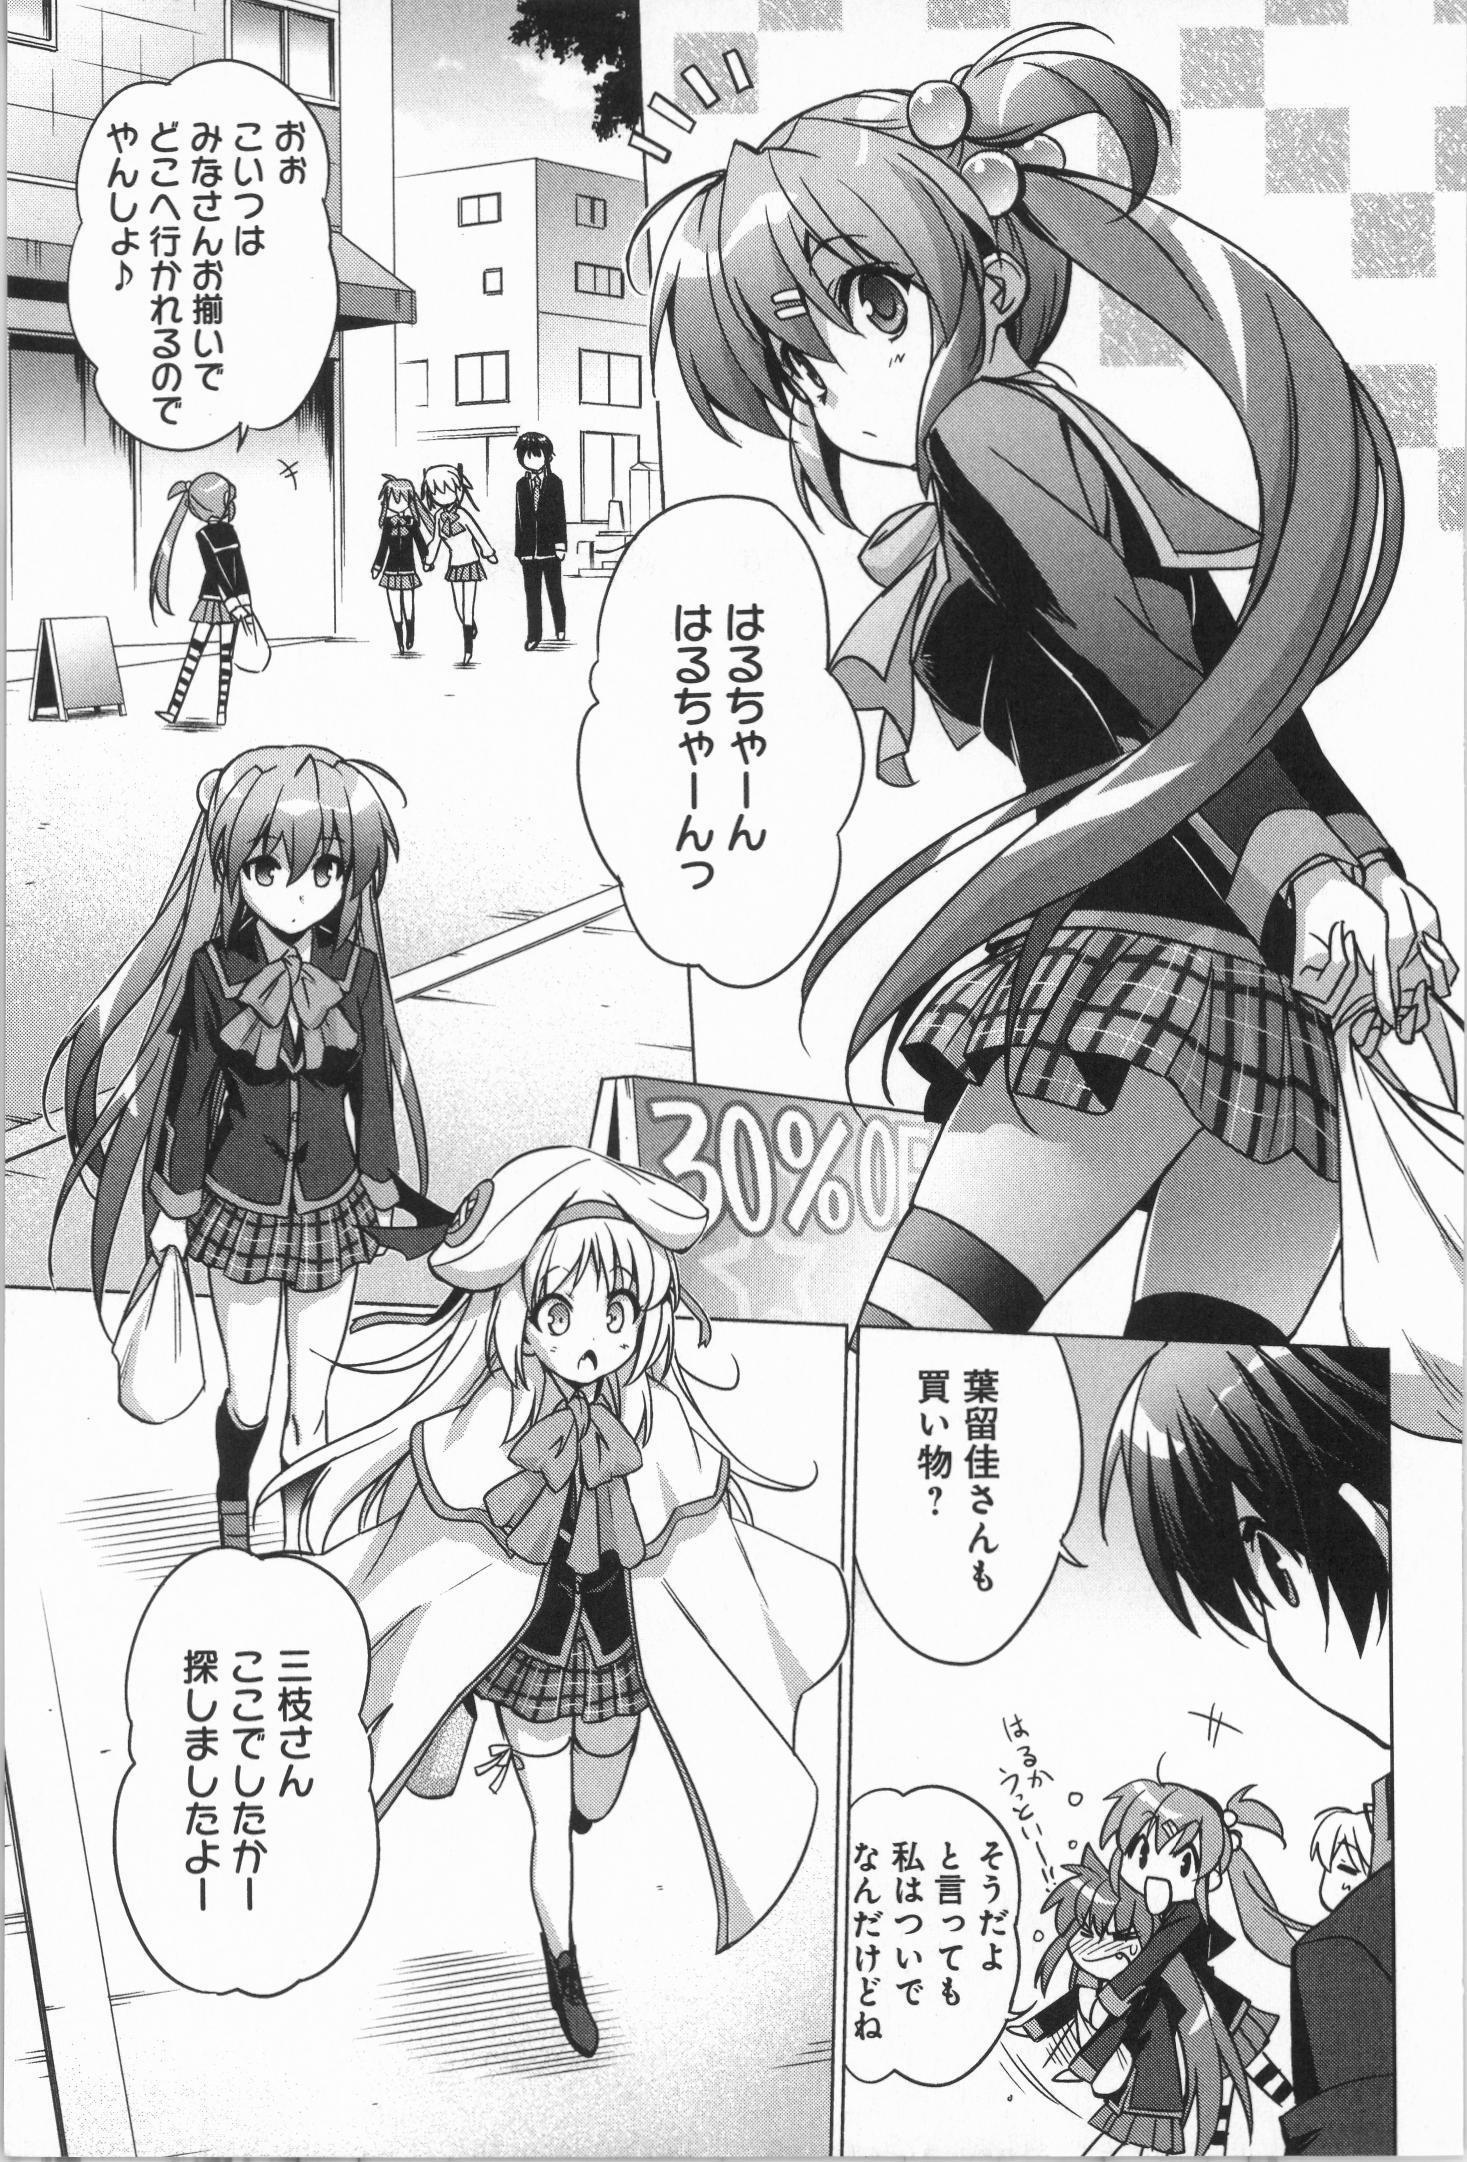 はるちゃーん
はるちゃーんっ
おぉ
こいつは
みなさんお揃いで
どこへ行かれるので
やんしょ♪
30%OF
葉留佳さんも
買い物?
はるか
うっとい──!!
そうだよ
と言っても
私はついで
なんだけどね
三枝さん
ここでしたかー
探しましたよー